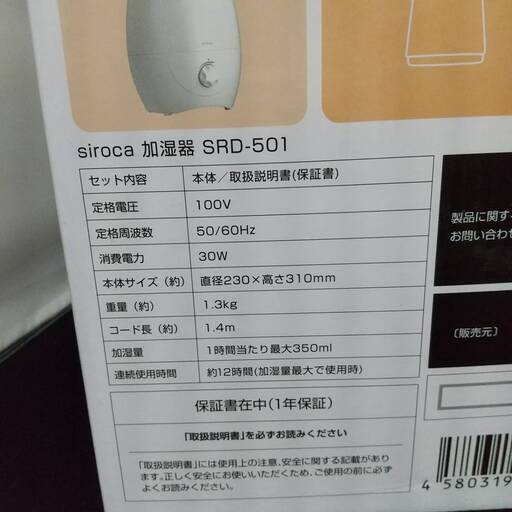 siroca 加湿器 SRD-501
セット内容 本体／取扱説明書(保証書)
定格電圧 100V
定格周波数 50/60Hz
消費電力 30W
本体サイズ（約） 直径230×高さ310mm
重量（約） 1.3kg
コード長（約） 1.4m
加湿量 1時間当たり最大350ml
連続使用時間 約12時間(加湿量最大で使用時)
保証書在中(1年保証)
「取扱説明書」を必ずお読みください
「取扱説明書」には使用上の注意、安全に関する記載があり
ます。正しく安全にお使いいただくため、ご使用の前に必ず
よくお読みください。
製品に関す
お問い合わせ
〔販売元〕
4 580319